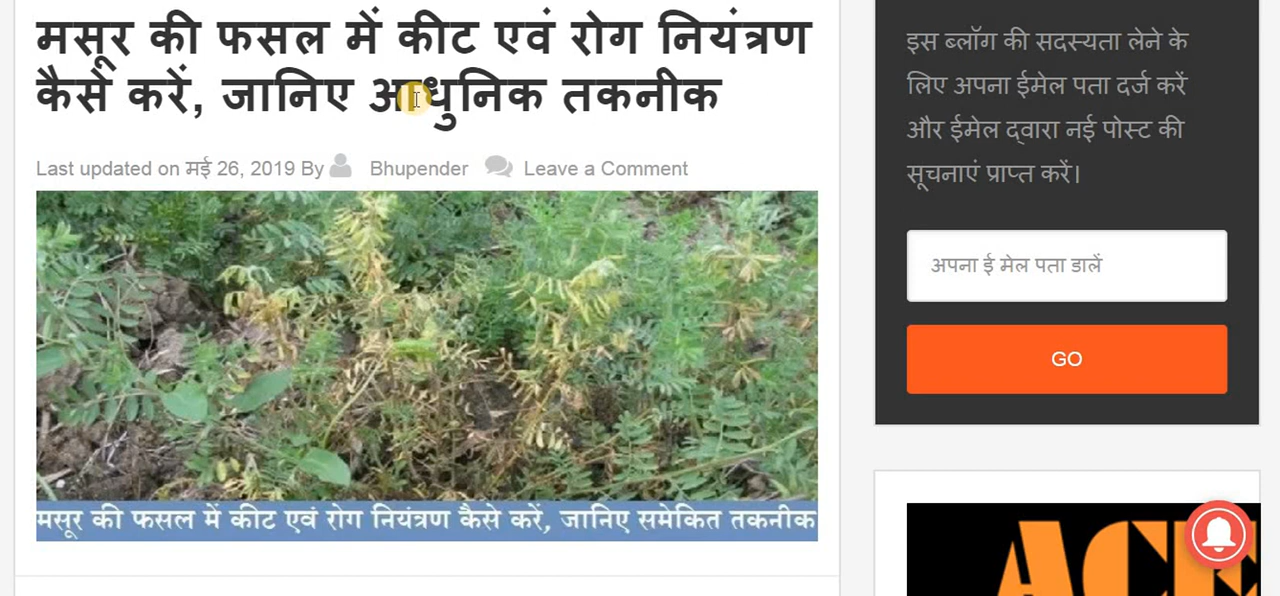 मसूर की फसल में कीट एवं रोग नियंत्रण
कैसे करें, जानिए आधुनिक तकनीक
Last updated on मई 26, 2019 By Bhupender Leave a Comment
मसूर की फसल में कीट एवं रोग नियंत्रण कैसे करें, जानिए समेकित तकनीक
इस ब्लॉग की सदस्यता लेने के
लिए अपना ईमेल पता दर्ज करें
और ईमेल द्वारा नई पोस्ट की
सूचनाएं प्राप्त करें।
अपना ई मेल पता डालें
GO
ACE